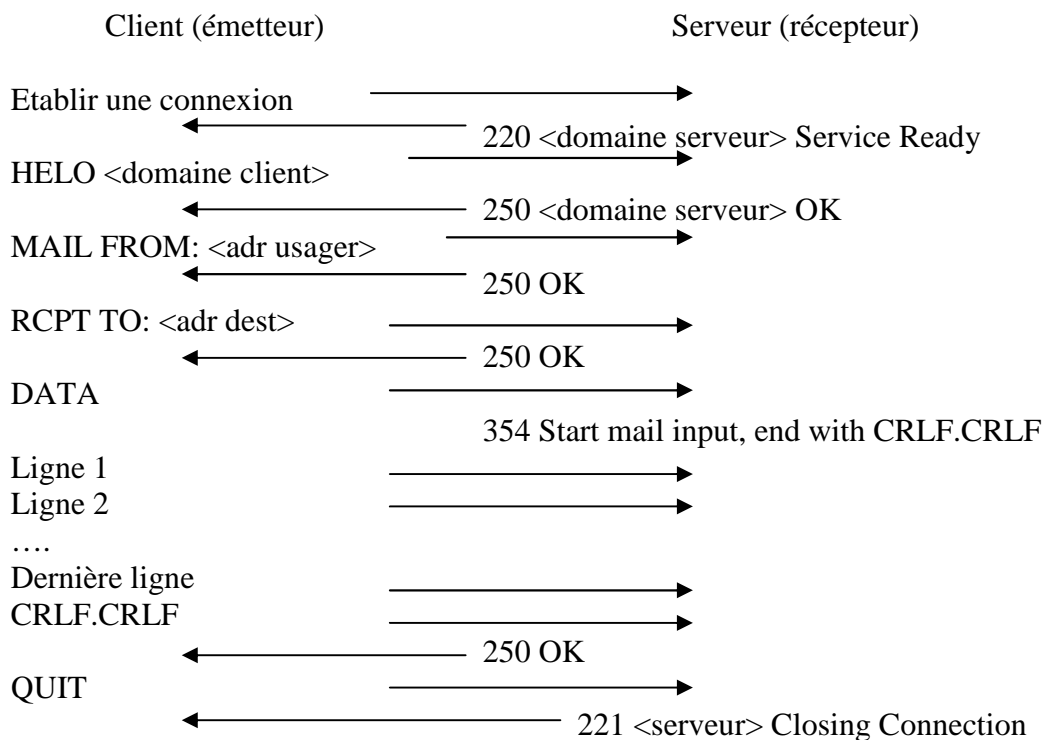 Client (émetteur) Serveur (récepteur)
Etablir une connexion
220 <domaine serveur> Service Ready
HELO <domaine client>
250 <domaine serveur> OK
MAIL FROM: <adr usager>
250 OK
RCPT TO: <adr dest>
250 OK
DATA
354 Start mail input, end with CRLF.CRLF
Ligne 1
Ligne 2
….
Dernière ligne
CRLF.CRLF
250 OK
QUIT
221 <serveur> Closing Connection